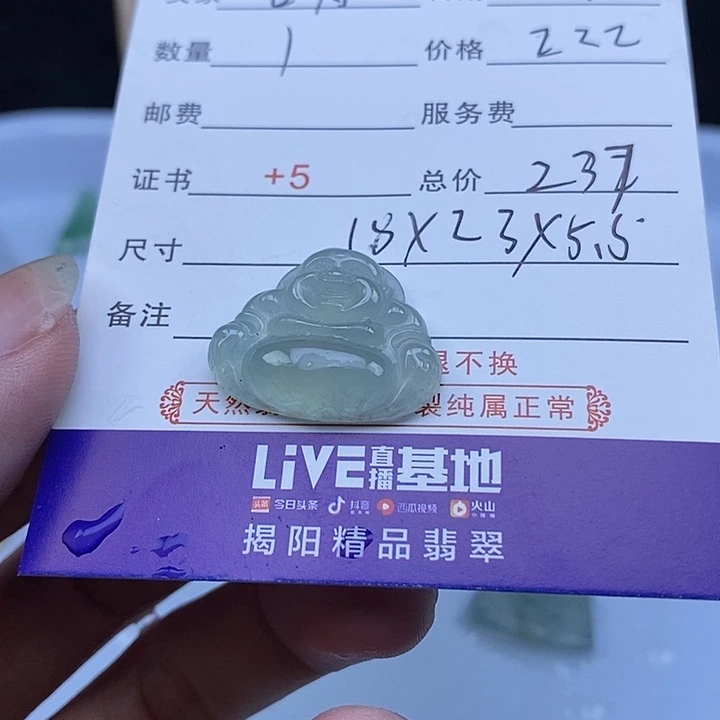 数量 1 价格 222
邮费 服务费
证书 +5 总价 237
尺寸 18X23X5.5
备注
不换
天然 纯属正常
LiVE直播基地
头条 今日头条 抖音 西瓜视频 火山
揭阳精品翡翠